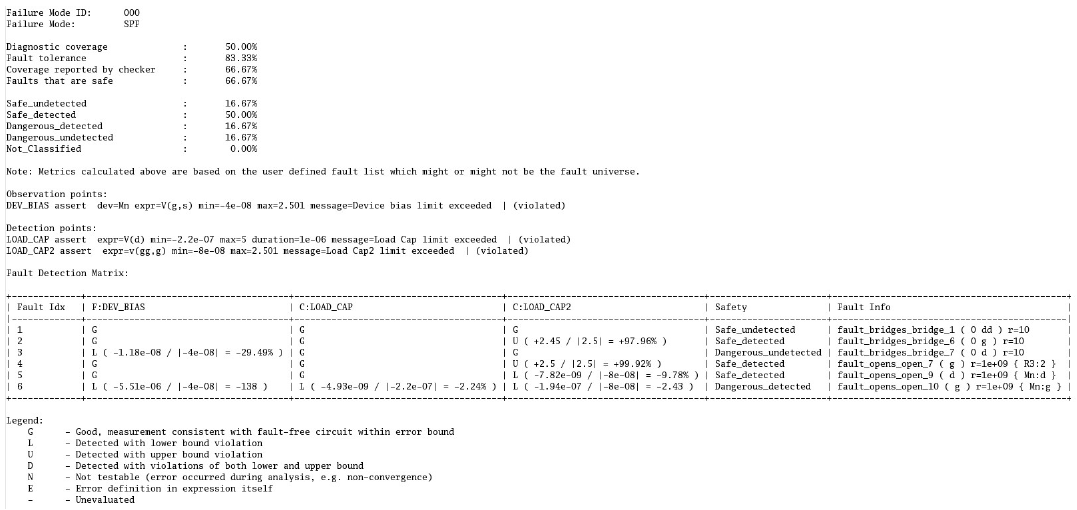 Failure Mode ID: 000
Failure Mode: SPF
Diagnostic coverage : 50.00%
Fault tolerance : 83.33%
Coverage reported by checker : 66.67%
Faults that are safe : 66.67%
Safe_undetected : 16.67%
Safe_detected : 50.00%
Dangerous_detected : 16.67%
Dangerous_undetected : 16.67%
Not_Classified : 0.00%
Note: Metrics calculated above are based on the user defined fault list which might or might not be the fault universe.
Observation points:
DEV_BIAS assert dev=Mn expr=V(g,s) min=-4e-08 max=2.501 message=Device bias limit exceeded | (violated)
Detection points:
LOAD_CAP assert expr=V(d) min=-2.2e-07 max=5 duration=1e-06 message=Load Cap limit exceeded | (violated)
LOAD_CAP2 assert expr=v(gg,g) min=-8e-08 max=2.501 message=Load Cap2 limit exceeded | (violated)
Fault Detection Matrix:
| Fault Idx | F:DEV_BIAS | C:LOAD_CAP | C:LOAD_CAP2 | Safety | Fault Info |
| 1 | G | G | G | Safe_undetected | fault_bridges_bridge_1 ( 0 dd ) r=10 |
| 2 | G | G | U ( +2.45 / |2.5| = +97.96% ) | Safe_detected | fault_bridges_bridge_6 ( 0 g ) r=10 |
| 3 | L ( -1.18e-08 / |-4e-08| = -29.49% ) | G | G | Dangerous_undetected | fault_bridges_bridge_7 ( 0 d ) r=10 |
| 4 | G | G | U ( +2.5 / |2.5| = +99.92% ) | Safe_detected | fault_opens_open_7 ( g ) r=1e+09 { R3:2 } |
| 5 | G | G | L ( -7.82e-09 / |-8e-08| = -9.78% ) | Safe_detected | fault_opens_open_9 ( d ) r=1e+09 { Mn:d } |
| 6 | L ( -5.51e-06 / |-4e-08| = -138 ) | L ( -4.93e-09 / |-2.2e-07| = -2.24% ) | L ( -1.94e-07 / |-8e-08| = -2.43 ) | Dangerous_detected | fault_opens_open_10 ( g ) r=1e+09 { Mn:g } |
Legend:
G - Good, measurement consistent with fault-free circuit within error bound
L - Detected with lower bound violation
U - Detected with upper bound violation
D - Detected with violations of both lower and upper bound
N - Not testable (error occurred during analysis, e.g. non-convergence)
E - Error definition in expression itself
- - Unevaluated